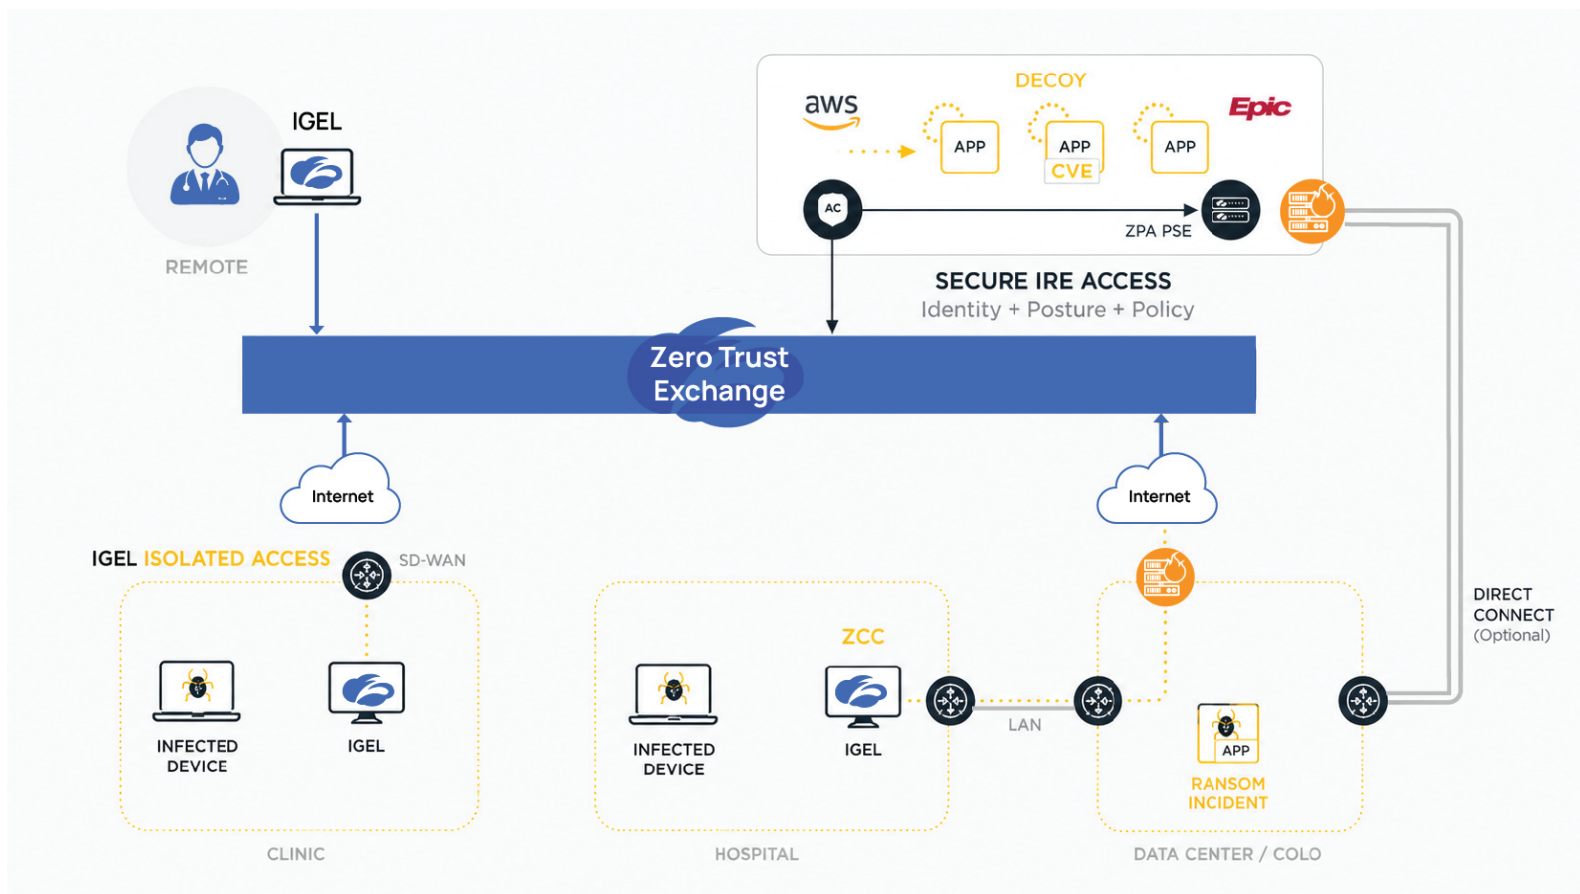 IGEL
REMOTE
aws
DECOY
Epic
APP
APP
CVE
APP
AC
ZPA PSE
SECURE IRE ACCESS
Identity + Posture + Policy
Zero Trust
Exchange
Internet
Internet
IGEL ISOLATED ACCESS
SD-WAN
INFECTED
DEVICE
IGEL
CLINIC
ZCC
INFECTED
DEVICE
IGEL
HOSPITAL
LAN
APP
RANSOM
INCIDENT
DATA CENTER / COLO
DIRECT
CONNECT
(Optional)